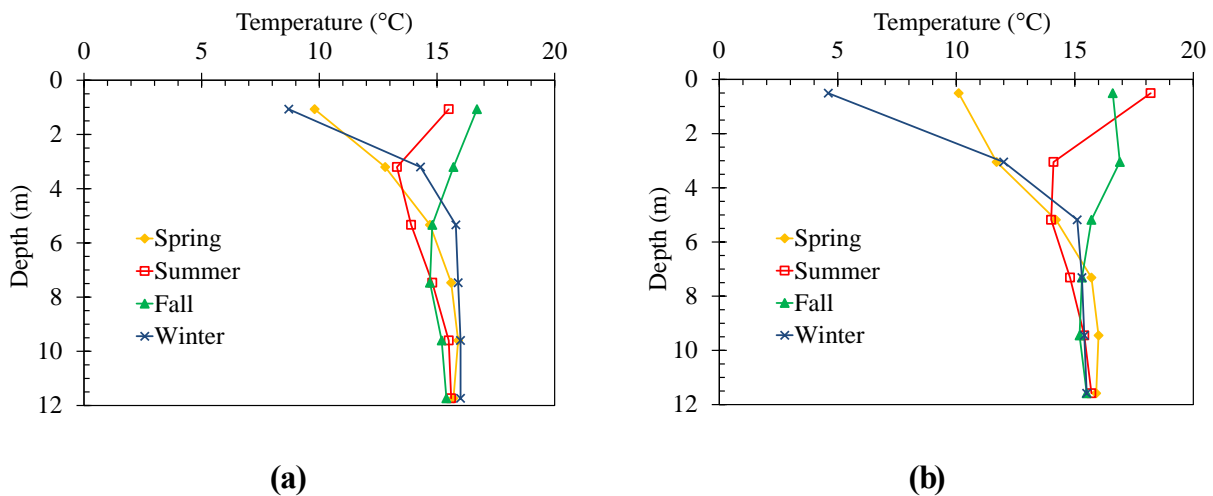 Temperature (°C)
0 5 10 15 20
0
2
4
6
8
10
12
Depth (m)
Spring
Summer
Fall
Winter
(a)
Temperature (°C)
0 5 10 15 20
0
2
4
6
8
10
12
Depth (m)
Spring
Summer
Fall
Winter
(b)